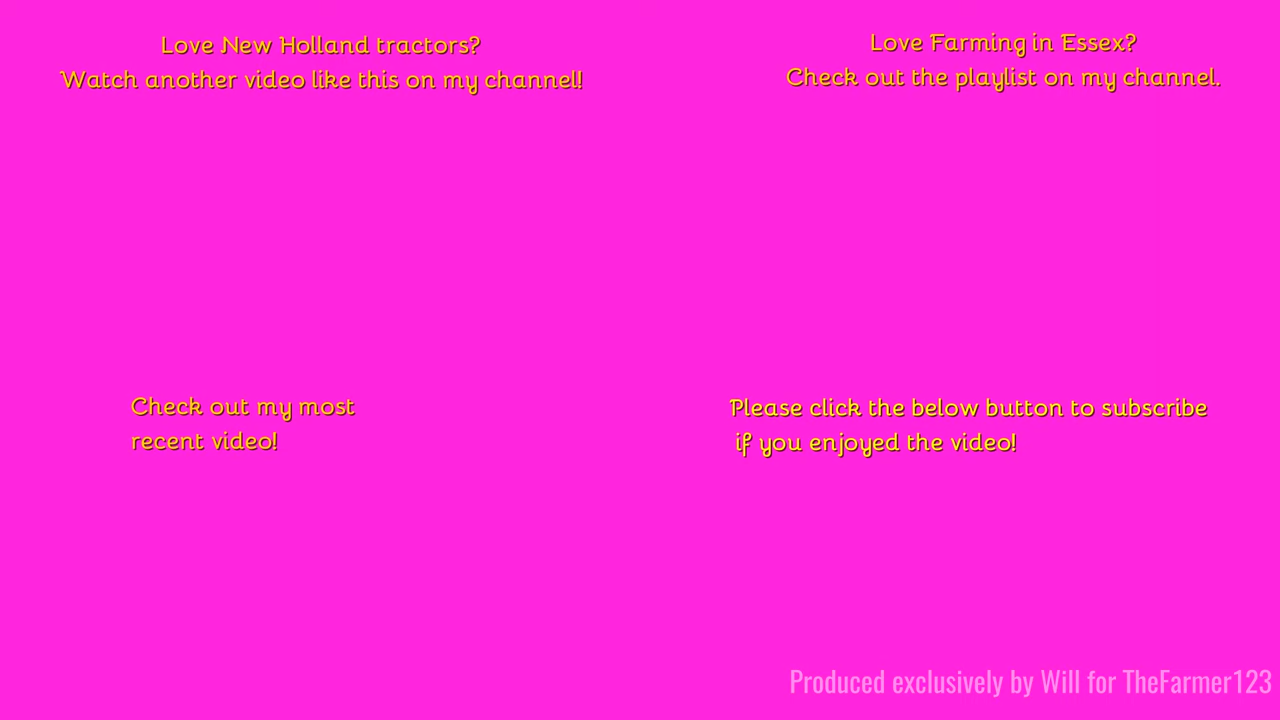 Love New Holland tractors?
Watch another video like this on my channel!
Love Farming in Essex?
Check out the playlist on my channel.
Check out my most
recent video!
Please click the below button to subscribe
if you enjoyed the video!
Produced exclusively by Will for TheFarmer123